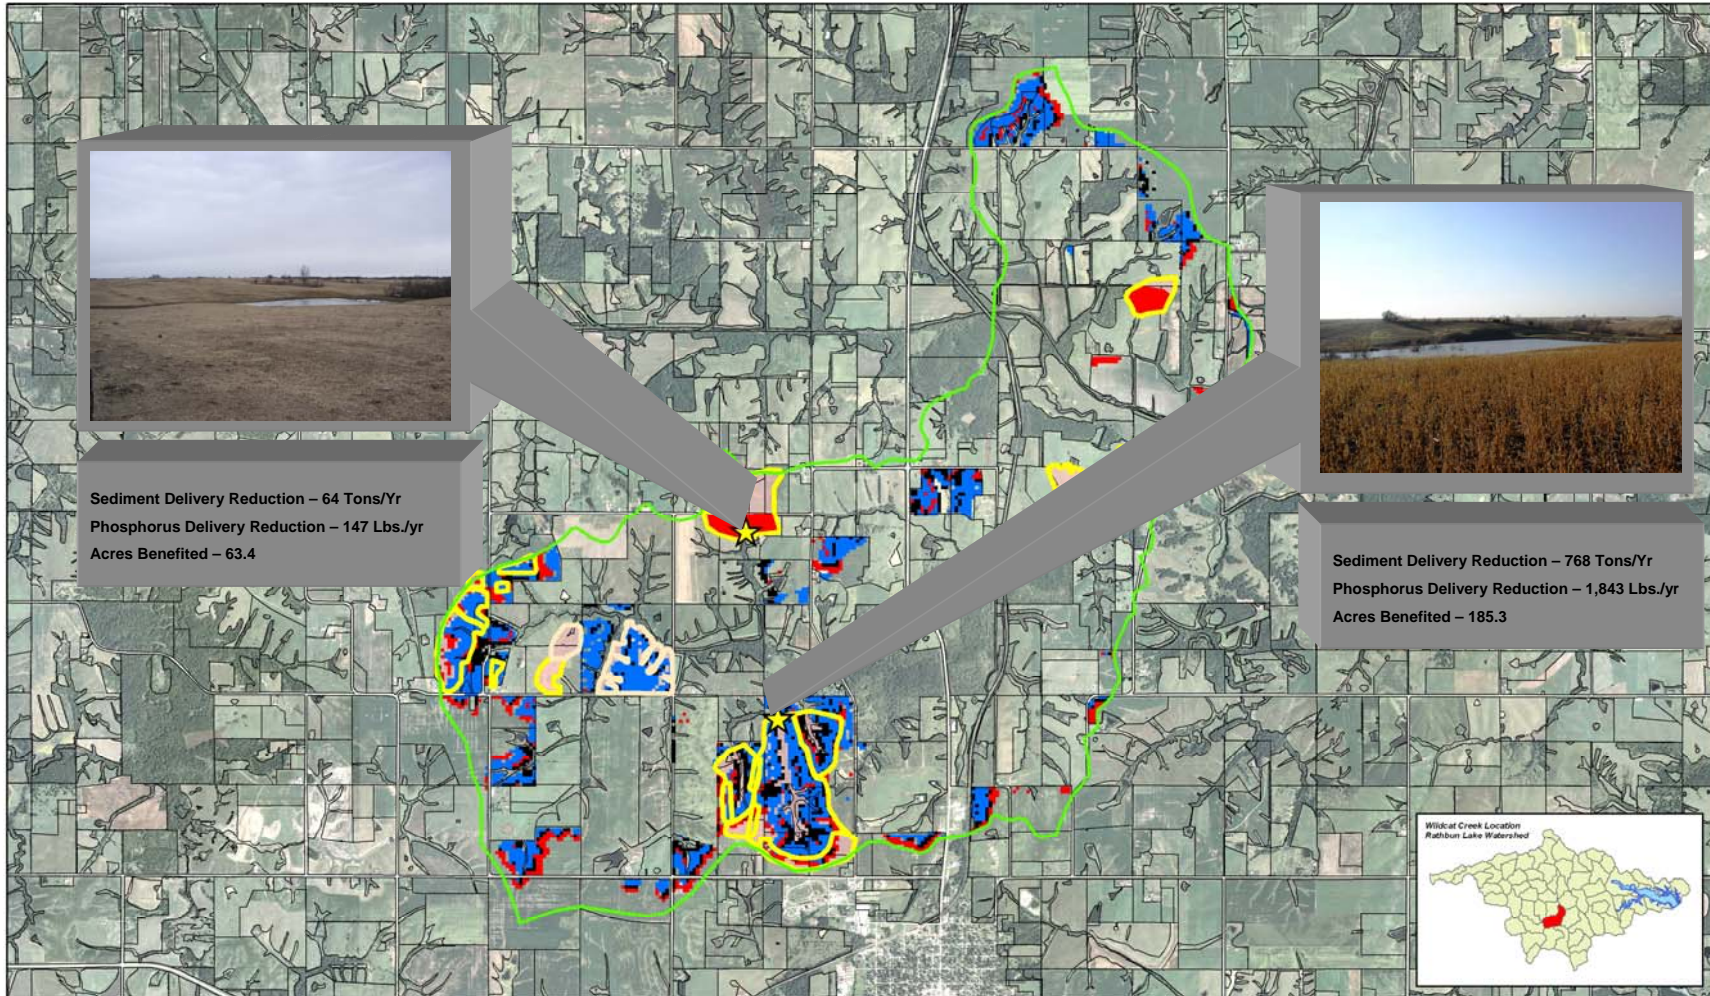 Sediment Delivery Reduction – 64 Tons/Yr
Phosphorus Delivery Reduction – 147 Lbs./yr
Acres Benefited – 63.4
Sediment Delivery Reduction – 768 Tons/Yr
Phosphorus Delivery Reduction – 1,843 Lbs./yr
Acres Benefited – 185.3
Wildcat Creek Location
Rathbun Lake Watershed